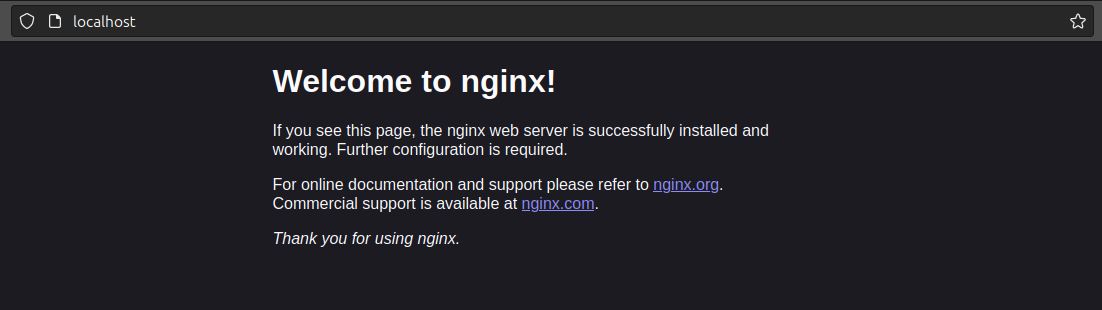 localhost
Welcome to nginx!
If you see this page, the nginx web server is successfully installed and
working. Further configuration is required.
For online documentation and support please refer to nginx.org.
Commercial support is available at nginx.com.
Thank you for using nginx.